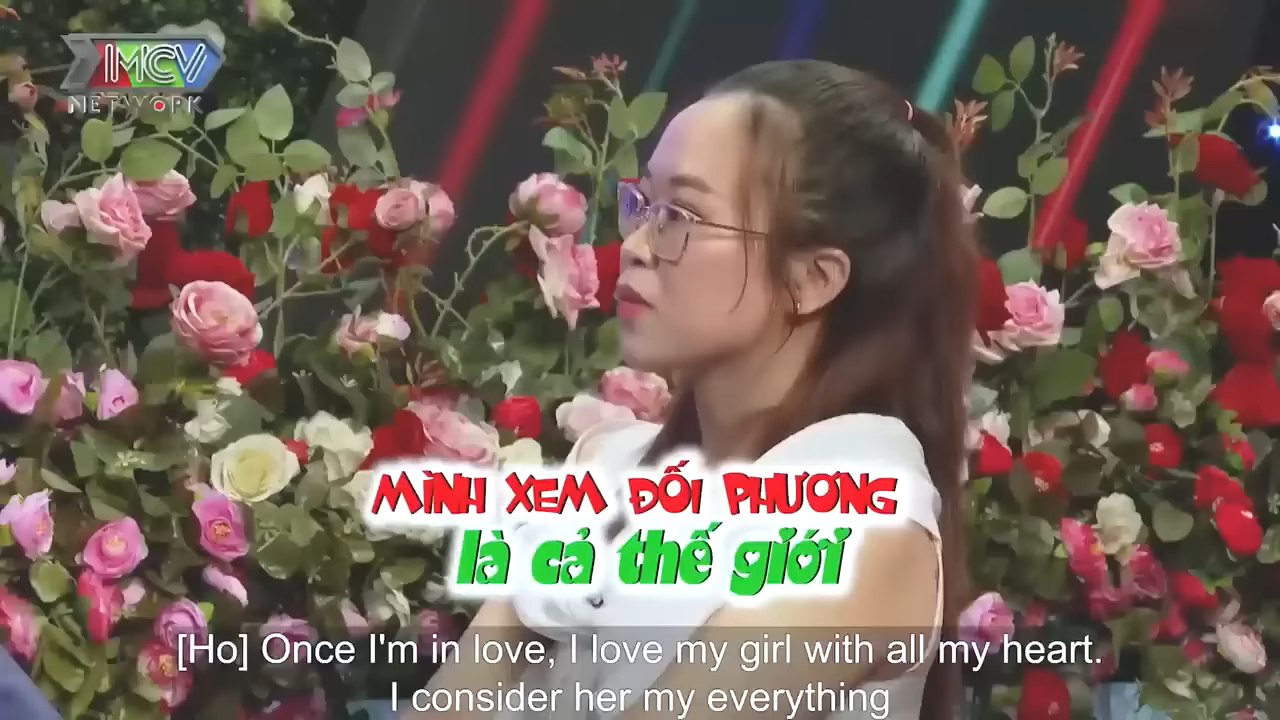 MCV
NETWORK
MÌNH XEM ĐỐI PHƯƠNG
là cả thế giới
[Ho] Once I'm in love, I love my girl with all my heart.
I consider her my everything